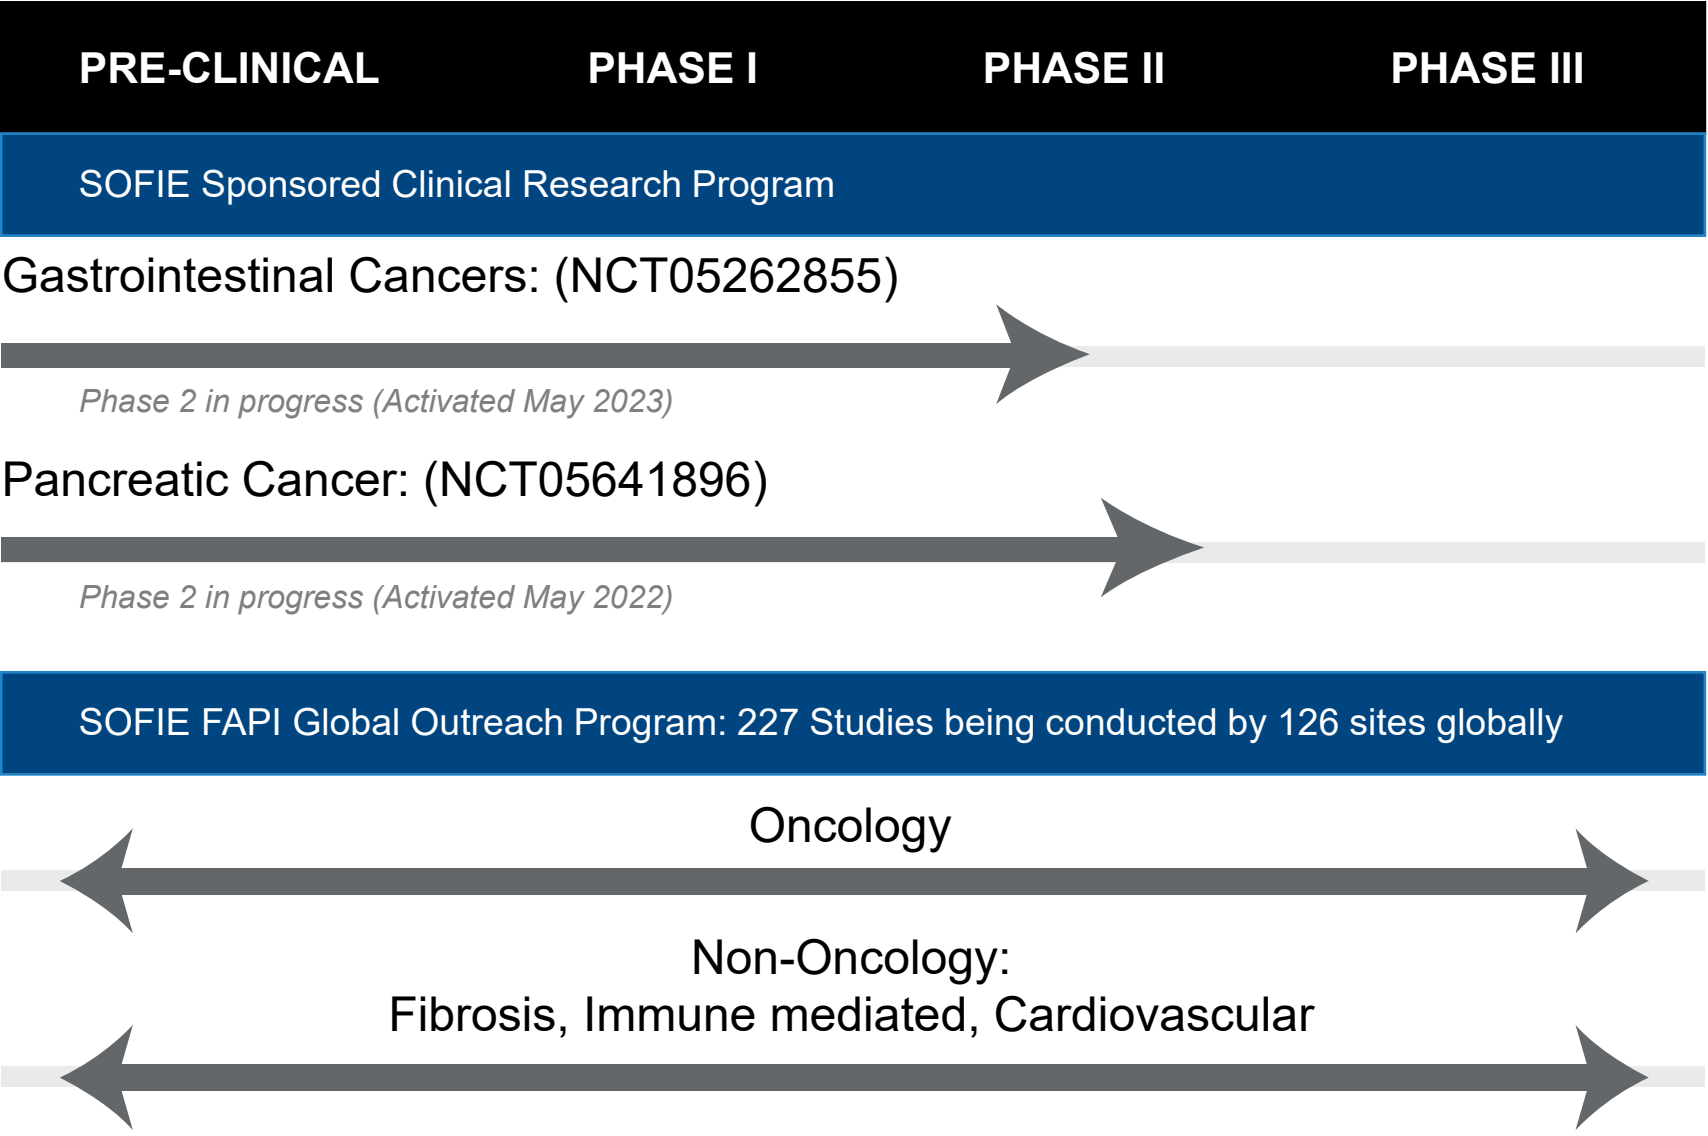 PRE-CLINICAL PHASE I PHASE II PHASE III
SOFIE Sponsored Clinical Research Program
Gastrointestinal Cancers: (NCT05262855)
Phase 2 in progress (Activated May 2023)
Pancreatic Cancer: (NCT05641896)
Phase 2 in progress (Activated May 2022)
SOFIE FAPI Global Outreach Program: 227 Studies being conducted by 126 sites globally
Oncology
Non-Oncology:
Fibrosis, Immune mediated, Cardiovascular